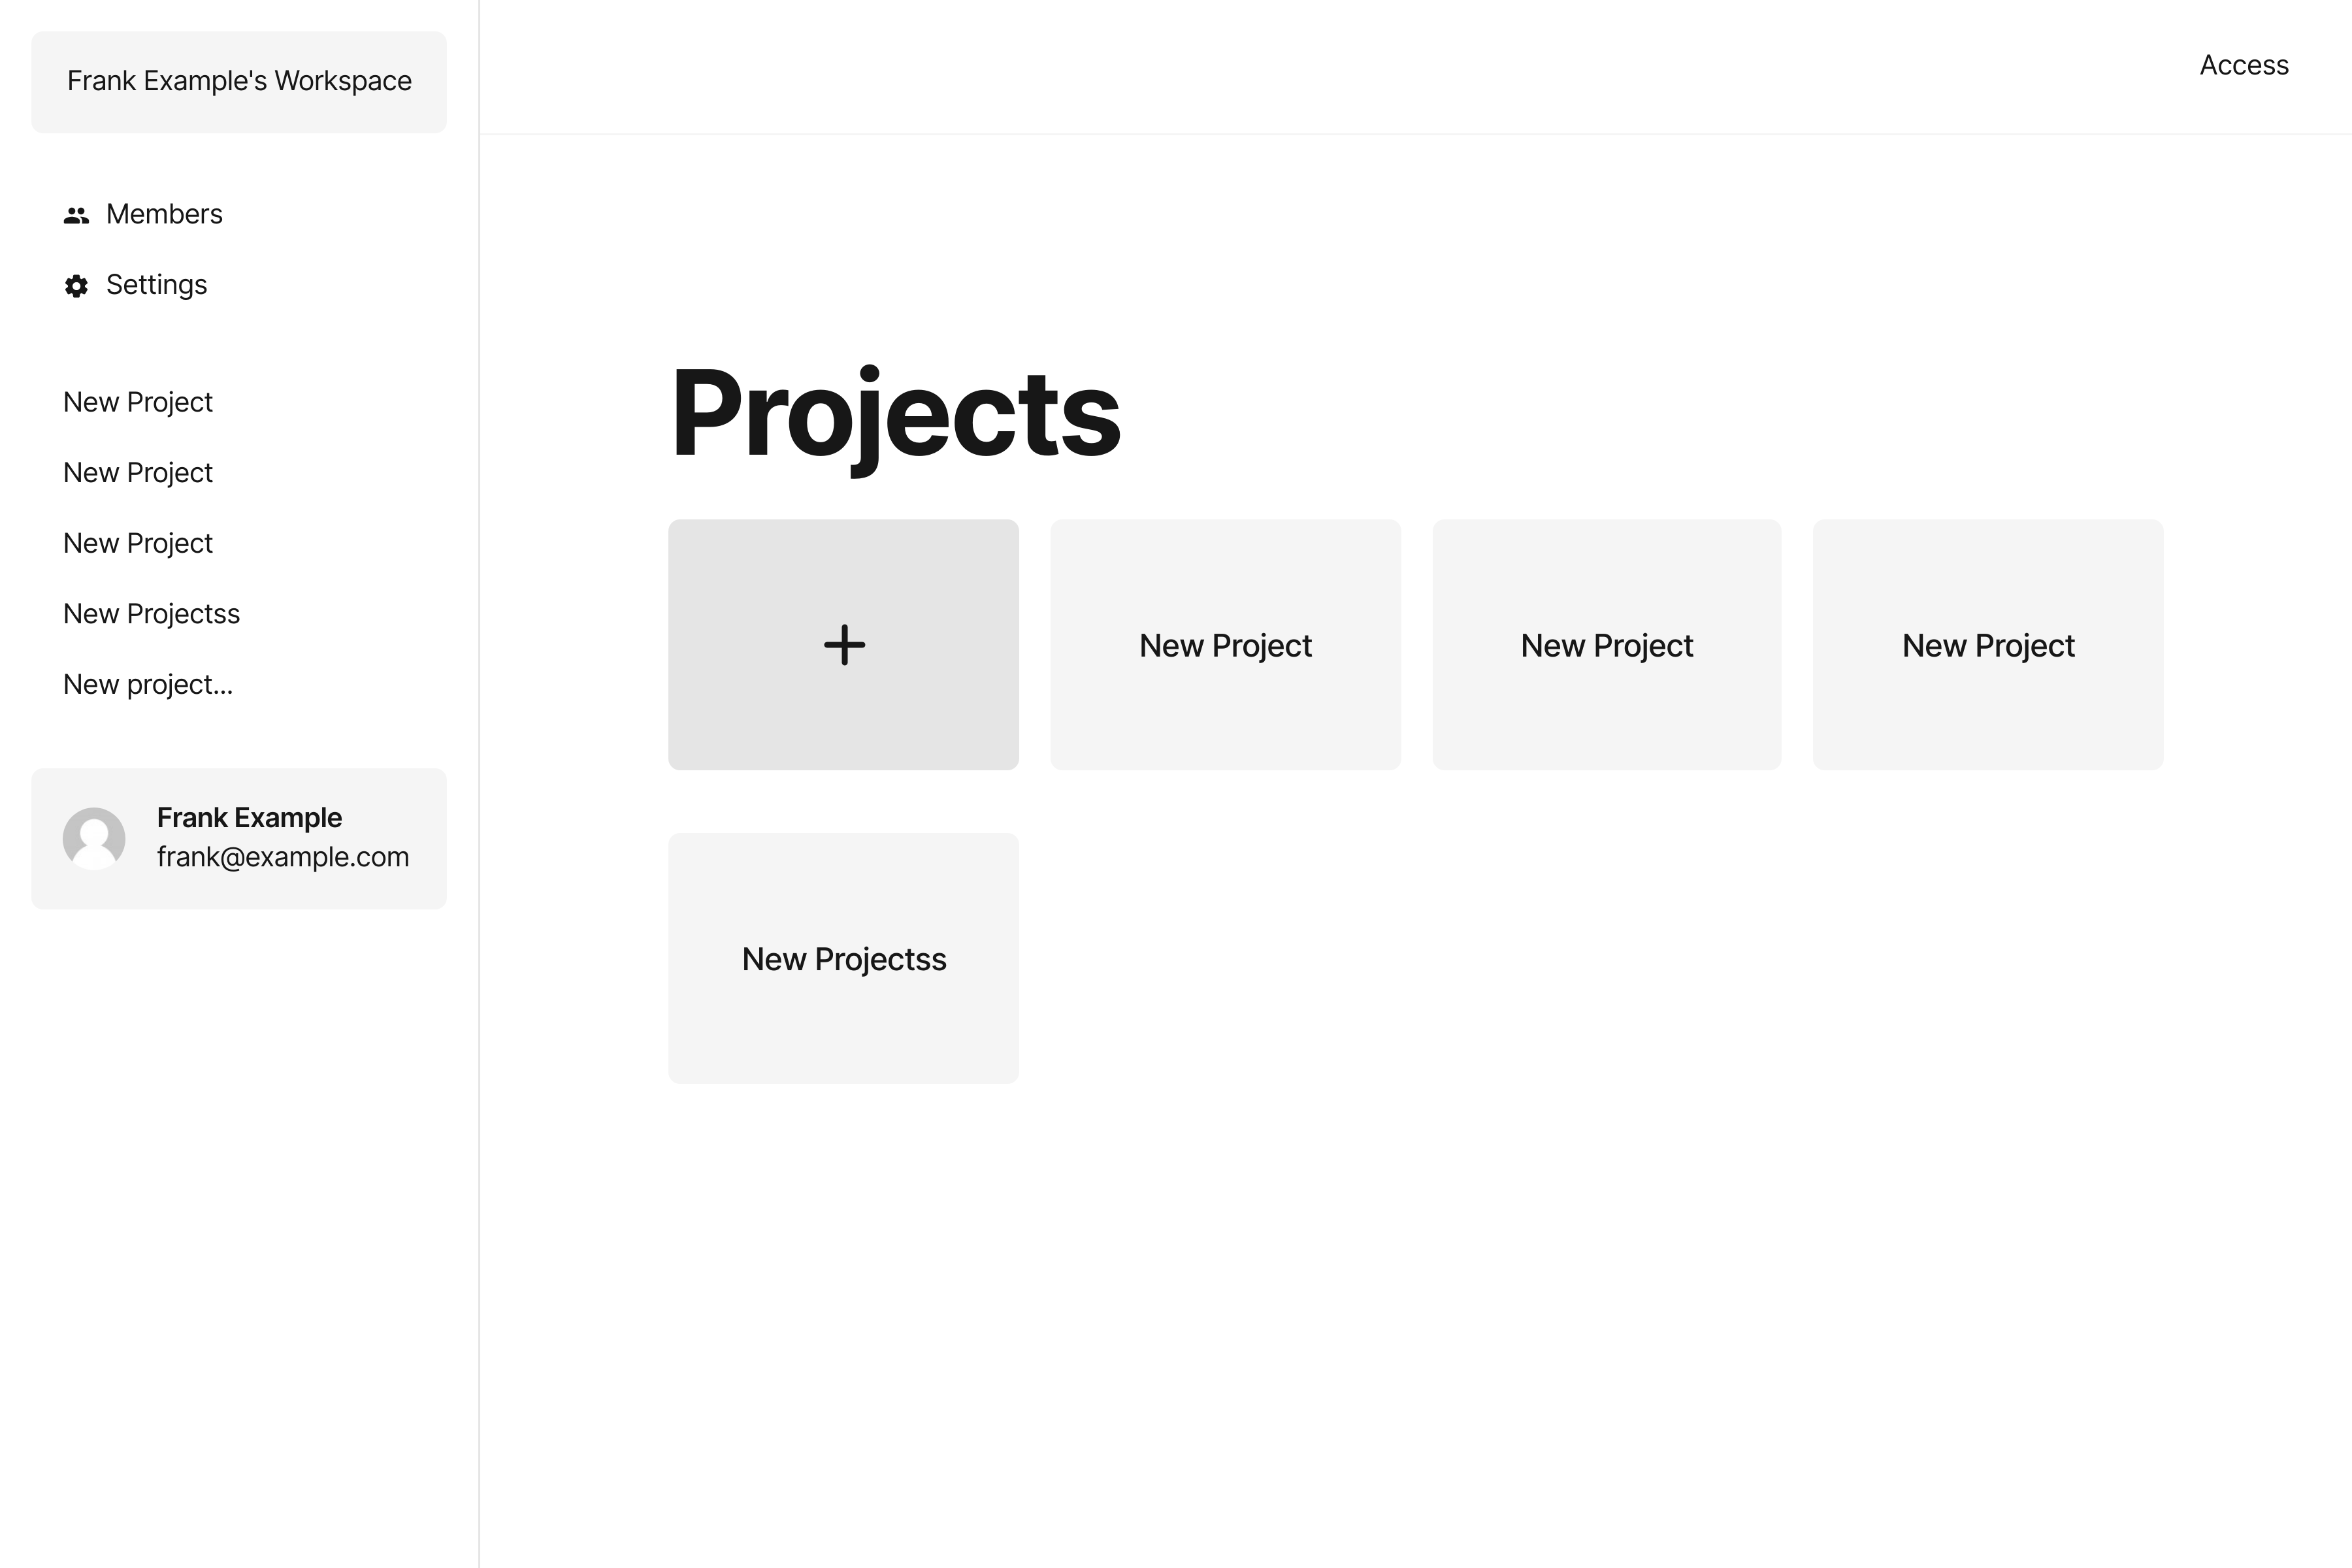 Frank Example's Workspace
Members
Settings
New Project
New Project
New Project
New Projectss
New project...
Frank Example
frank@example.com
Access
Projects
New Project
New Project
New Project
New Projectss